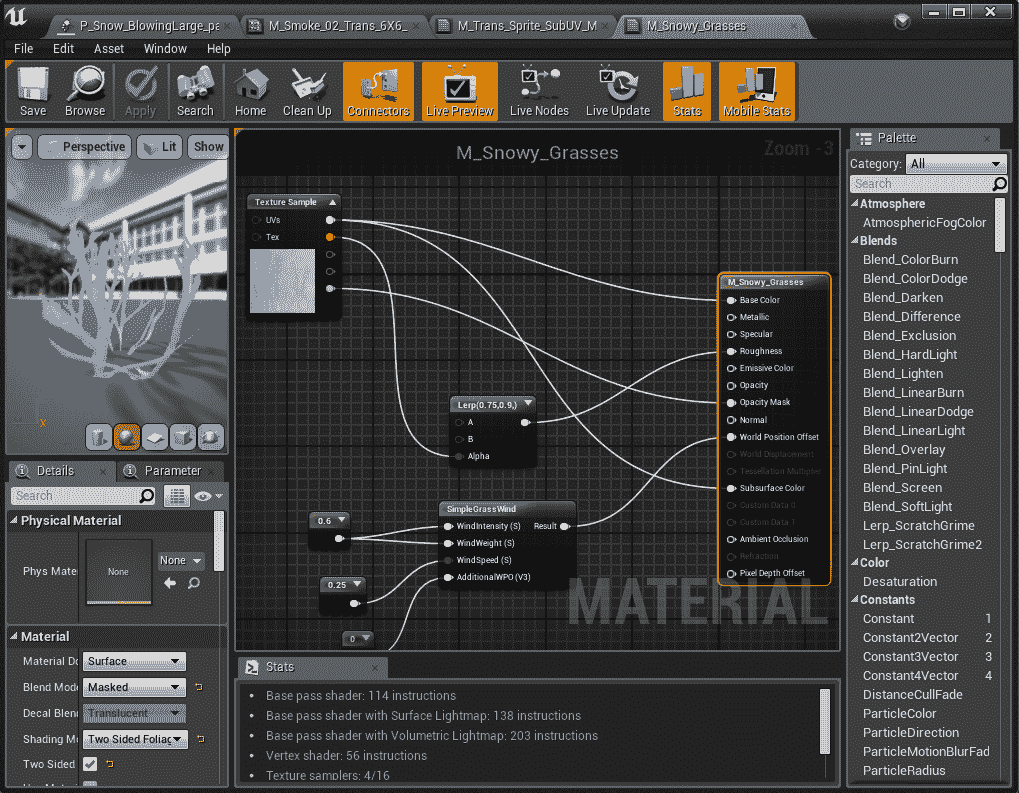 P_Snow_BlowingLarge_pa
M_Smoke_02_Trans_6X6_
M_Trans_Sprite_SubUV_M
M_Snowy_Grasses
File Edit Asset Window Help
Save Browse Apply Search Home Clean Up Connectors Live Preview Live Nodes Live Update Stats Mobile Stats
Perspective Lit Show
X
M_Snowy_Grasses
Zoom -3
Texture Sample
UVs
Tex
Lerp(0.75,0.9,)
A
B
Alpha
0.6
0.25
0
SimpleGrassWind
WindIntensity (S) Result
WindWeight (S)
WindSpeed (S)
AdditionalWPO (V3)
M_Snowy_Grasses
Base Color
Metallic
Specular
Roughness
Emissive Color
Opacity
Opacity Mask
Normal
World Position Offset
World Displacement
Tessellation Multiplier
Subsurface Color
Custom Data 0
Custom Data 1
Ambient Occlusion
Refraction
Pixel Depth Offset
MATERIAL
Details
Parameter
Search
Physical Material
Phys Mate
None
None
Material
Material Do Surface
Blend Mode Masked
Decal Blen Translucent
Shading M Two Sided Foliag
Two Sided
Stats
• Base pass shader: 114 instructions
• Base pass shader with Surface Lightmap: 138 instructions
• Base pass shader with Volumetric Lightmap: 203 instructions
• Vertex shader: 56 instructions
• Texture samplers: 4/16
Palette
Category: All
Search
Atmosphere
AtmosphericFogColor
Blends
Blend_ColorBurn
Blend_ColorDodge
Blend_Darken
Blend_Difference
Blend_Exclusion
Blend_HardLight
Blend_Lighten
Blend_LinearBurn
Blend_LinearDodge
Blend_LinearLight
Blend_Overlay
Blend_PinLight
Blend_Screen
Blend_SoftLight
Lerp_ScratchGrime
Lerp_ScratchGrime2
Color
Desaturation
Constants
Constant 1
Constant2Vector 2
Constant3Vector 3
Constant4Vector 4
DistanceCullFade
ParticleColor
ParticleDirection
ParticleMotionBlurFad
ParticleRadius